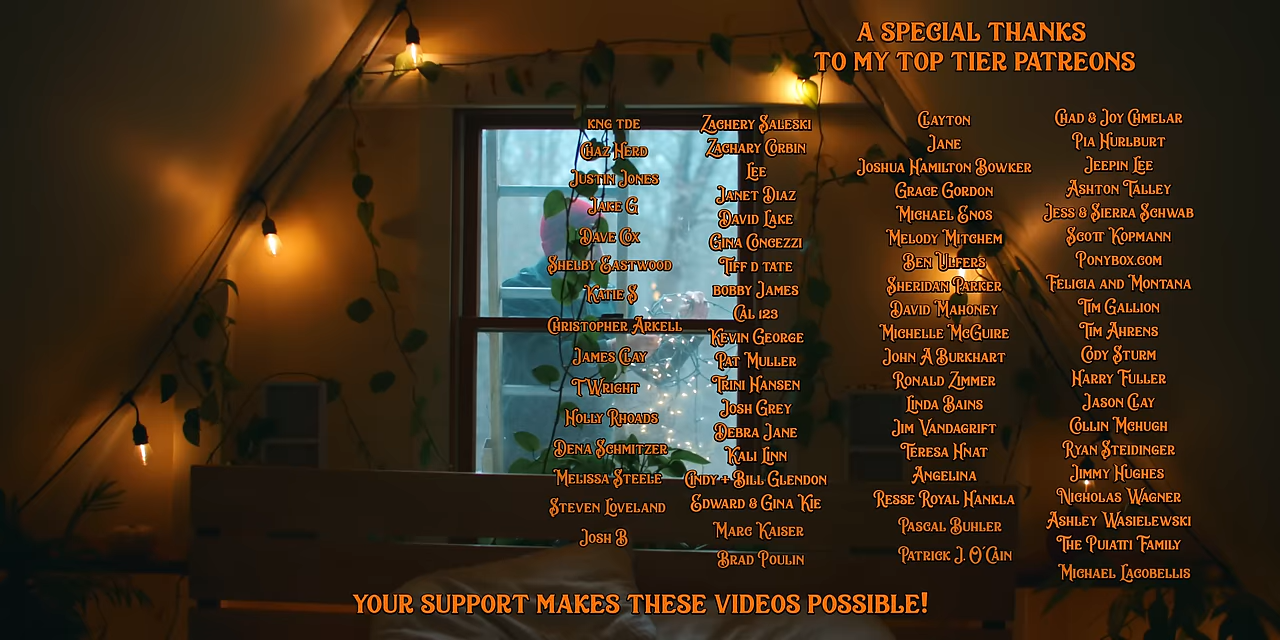 A SPECIAL THANKS
TO MY TOP TIER PATREONS
KNG TDE
Chaz Nerd
Justin Jones
Jake G
Dave Cox
Shelby Eastwood
Katie S
Christopher Arkell
James Clay
T Wright
Holly Rhoads
Dena Schmitzer
Melissa Steele
Steven Loveland
Josh B
Zachery Saleski
Zachary Corbin
Lee
Janet Diaz
David Lake
Gina Concezzi
Tiff D Tate
Bobby James
Cal 123
Kevin George
Pat Muller
Trini Hansen
Josh Grey
Debra Jane
Kali Linn
Cindy + Bill Glendon
Edward & Gina Kie
Marc Kaiser
Brad Poulin
Clayton
Jane
Joshua Hamilton Bowker
Grace Gordon
Michael Enos
Melody Mitchem
Ben Ulfers
Sheridan Parker
David Mahoney
Michelle McGuire
John A Burkhart
Ronald Zimmer
Linda Bains
Jim Vandagrift
Teresa Hnat
Angelina
Resse Royal Hankla
Pascal Buhler
Patrick J. O'Cain
Chad & Joy Chmelar
Pia Hurlburt
Jeepin Lee
Ashton Talley
Jess & Sierra Schwab
Scott Kopmann
Ponybox.com
Felicia and Montana
Tim Gallion
Tim Ahrens
Cody Sturm
Harry Fuller
Jason Clay
Collin McHugh
Ryan Steidinger
Jimmy Hughes
Nicholas Wagner
Ashley Wasielewski
The Puiatti Family
Michael Lacobellis
YOUR SUPPORT MAKES THESE VIDEOS POSSIBLE!